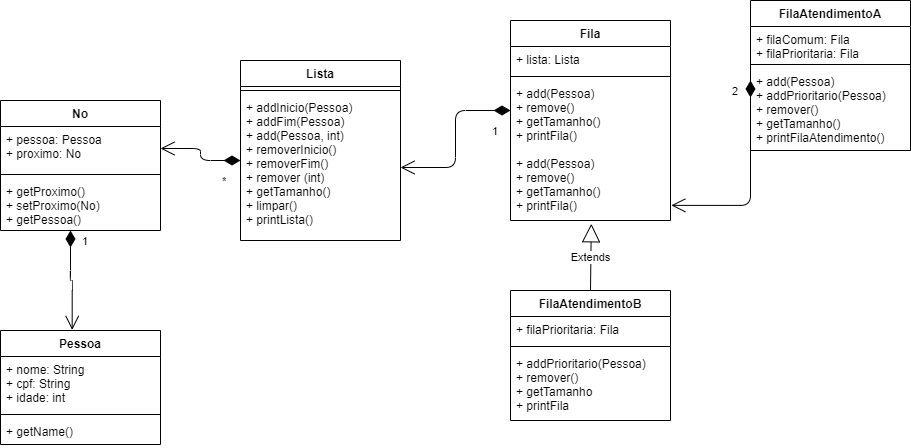 No
+ pessoa: Pessoa
+ proximo: No
+ getProximo()
+ setProximo(No)
+ getPessoa()
1
Pessoa
+ nome: String
+ cpf: String
+ idade: int
+ getName()
Lista
+ addInicio(Pessoa)
+ addFim(Pessoa)
+ add(Pessoa, int)
+ removerInicio()
+ removerFim()
+ remover (int)
+ getTamanho()
+ limpar()
+ printLista()
*
Fila
+ lista: Lista
+ add(Pessoa)
+ remove()
+ getTamanho()
+ printFila()
+ add(Pessoa)
+ remove()
+ getTamanho()
+ printFila()
1
Extends
FilaAtendimentoB
+ filaPrioritaria: Fila
+ addPrioritario(Pessoa)
+ remover()
+ getTamanho
+ printFila
FilaAtendimentoA
+ filaComum: Fila
+ filaPrioritaria: Fila
+ add(Pessoa)
+ addPrioritario(Pessoa)
+ remover()
+ getTamanho()
+ printFilaAtendimento()
2